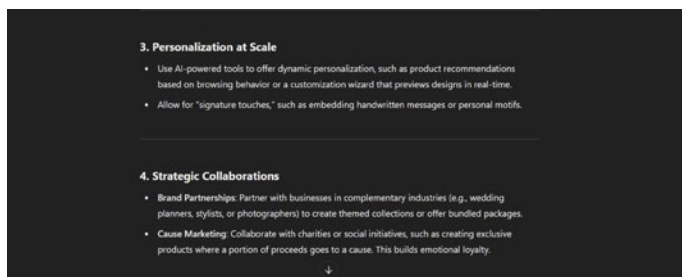 3. Personalization at Scale
• Use AI-powered tools to offer dynamic personalization, such as product recommendations
based on browsing behavior or a customization wizard that previews designs in real-time.
• Allow for "signature touches," such as embedding handwritten messages or personal motifs.
4. Strategic Collaborations
• Brand Partnerships: Partner with businesses in complementary industries (e.g., wedding
planners, stylists, or photographers) to create themed collections or offer bundled packages.
• Cause Marketing: Collaborate with charities or social initiatives, such as creating exclusive
products where a portion of proceeds goes to a cause. This builds emotional loyalty.